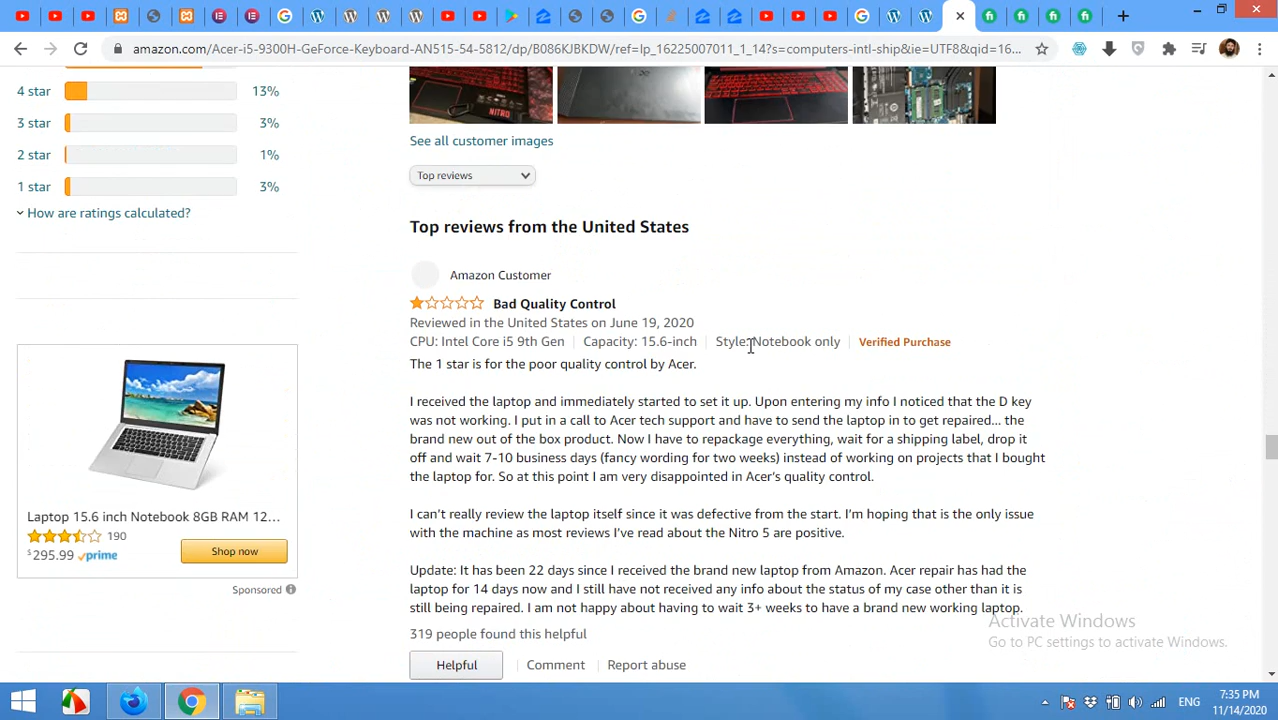 amazon.com/Acer-i5-9300H-GeForce-Keyboard-AN515-54-5812/dp/B086KJBKDW/ref=lp_16225007011_1_14?s=computers-intl-ship&ie=UTF8&qid=16...
NITRO
4 star 13%
3 star 3%
2 star 1%
1 star 3%
How are ratings calculated?
See all customer images
Top reviews
Top reviews from the United States
Amazon Customer
Bad Quality Control
Reviewed in the United States on June 19, 2020
CPU: Intel Core i5 9th Gen | Capacity: 15.6-inch | Style: Notebook only | Verified Purchase
The 1 star is for the poor quality control by Acer.
I received the laptop and immediately started to set it up. Upon entering my info I noticed that the D key
was not working. I put in a call to Acer tech support and have to send the laptop in to get repaired... the
brand new out of the box product. Now I have to repackage everything, wait for a shipping label, drop it
off and wait 7-10 business days (fancy wording for two weeks) instead of working on projects that I bought
the laptop for. So at this point I am very disappointed in Acer's quality control.
I can't really review the laptop itself since it was defective from the start. I'm hoping that is the only issue
with the machine as most reviews I've read about the Nitro 5 are positive.
Update: It has been 22 days since I received the brand new laptop from Amazon. Acer repair has had the
laptop for 14 days now and I still have not received any info about the status of my case other than it is
still being repaired. I am not happy about having to wait 3+ weeks to have a brand new working laptop.
319 people found this helpful
Helpful | Comment | Report abuse
Laptop 15.6 inch Notebook 8GB RAM 12...
190
$295.99 prime
Shop now
Sponsored
Activate Windows
Go to PC settings to activate Windows.
ENG
7:35 PM
11/14/2020